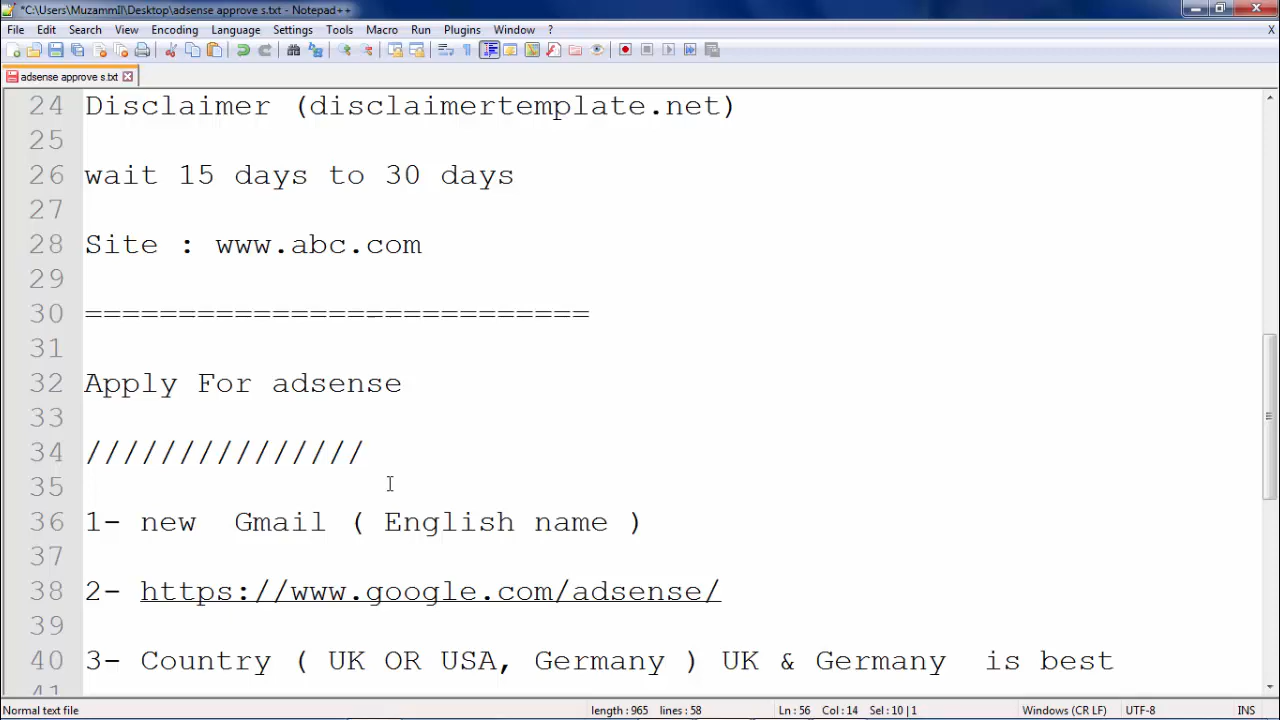 *C:\Users\MuzammIl\Desktop\adsense approve s.txt - Notepad++
File Edit Search View Encoding Language Settings Tools Macro Run Plugins Window ? X
adsense approve s.txt
24 Disclaimer (disclaimertemplate.net)
25
26 wait 15 days to 30 days
27
28 Site : www.abc.com
29
30 ===========================
31
32 Apply For adsense
33
34 ///////////////
35
36 1- new  Gmail ( English name )
37
38 2- https://www.google.com/adsense/
39
40 3- Country ( UK OR USA, Germany ) UK & Germany  is best
41
Normal text file length : 965 lines : 58 Ln : 56 Col : 14 Sel : 10 | 1 Windows (CR LF) UTF-8 INS